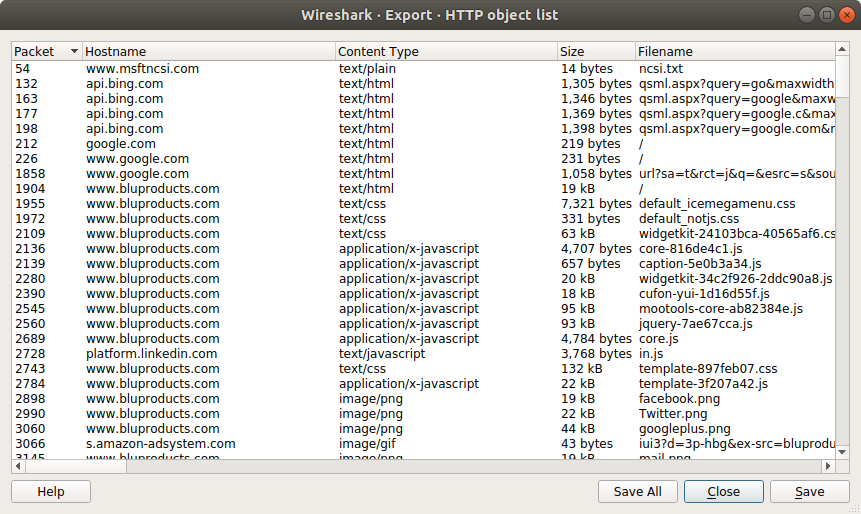 Wireshark · Export · HTTP object list
Packet Hostname Content Type Size Filename
54 www.msftncsi.com text/plain 14 bytes ncsi.txt
132 api.bing.com text/html 1,305 bytes qsml.aspx?query=go&maxwidth
163 api.bing.com text/html 1,346 bytes qsml.aspx?query=google&maxw
177 api.bing.com text/html 1,369 bytes qsml.aspx?query=google.c&max
198 api.bing.com text/html 1,398 bytes qsml.aspx?query=google.com&
212 google.com text/html 219 bytes /
226 www.google.com text/html 231 bytes /
1858 www.google.com text/html 1,058 bytes url?sa=t&rct=j&q=&esrc=s&sou
1904 www.bluproducts.com text/html 19 kB /
1955 www.bluproducts.com text/css 7,321 bytes default_icemegamenu.css
1972 www.bluproducts.com text/css 331 bytes default_notjs.css
2109 www.bluproducts.com text/css 63 kB widgetkit-24103bca-40565af6.cs
2136 www.bluproducts.com application/x-javascript 4,707 bytes core-816de4c1.js
2139 www.bluproducts.com application/x-javascript 657 bytes caption-5e0b3a34.js
2280 www.bluproducts.com application/x-javascript 20 kB widgetkit-34c2f926-2ddc90a8.js
2390 www.bluproducts.com application/x-javascript 18 kB cufon-yui-1d16d55f.js
2545 www.bluproducts.com application/x-javascript 95 kB mootools-core-ab82384e.js
2560 www.bluproducts.com application/x-javascript 93 kB jquery-7ae67cca.js
2689 www.bluproducts.com application/x-javascript 4,784 bytes core.js
2728 platform.linkedin.com text/javascript 3,768 bytes in.js
2743 www.bluproducts.com text/css 132 kB template-897feb07.css
2784 www.bluproducts.com application/x-javascript 22 kB template-3f207a42.js
2898 www.bluproducts.com image/png 19 kB facebook.png
2990 www.bluproducts.com image/png 22 kB Twitter.png
3060 www.bluproducts.com image/png 44 kB googleplus.png
3066 s.amazon-adsystem.com image/gif 43 bytes iui3?d=3p-hbg&ex-src=bluprodu
3145 www.bluproducts.com image/png 19 kB mail.png
Help Save All Close Save